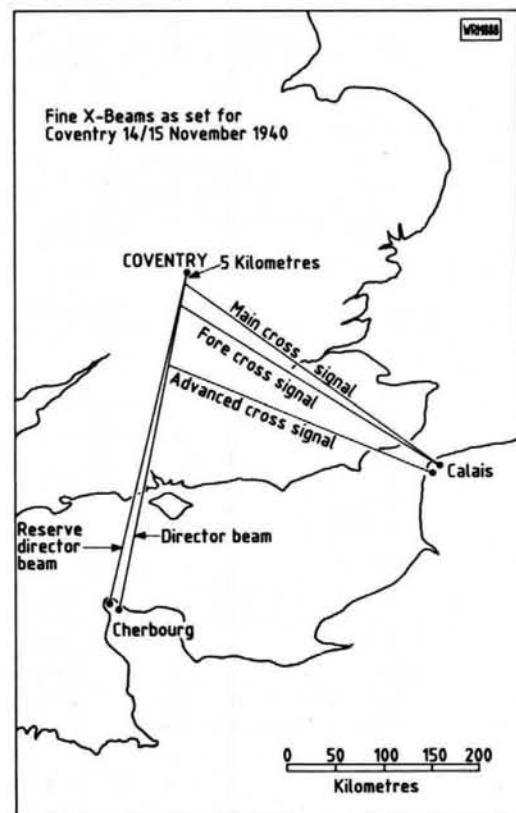 WRM888
Fine X-Beams as set for
Coventry 14/15 November 1940
COVENTRY
5 Kilometres
Main cross signal
Fore cross signal
Advanced cross signal
Calais
Reserve
director
beam
Director beam
Cherbourg
0 50 100 150 200
Kilometres